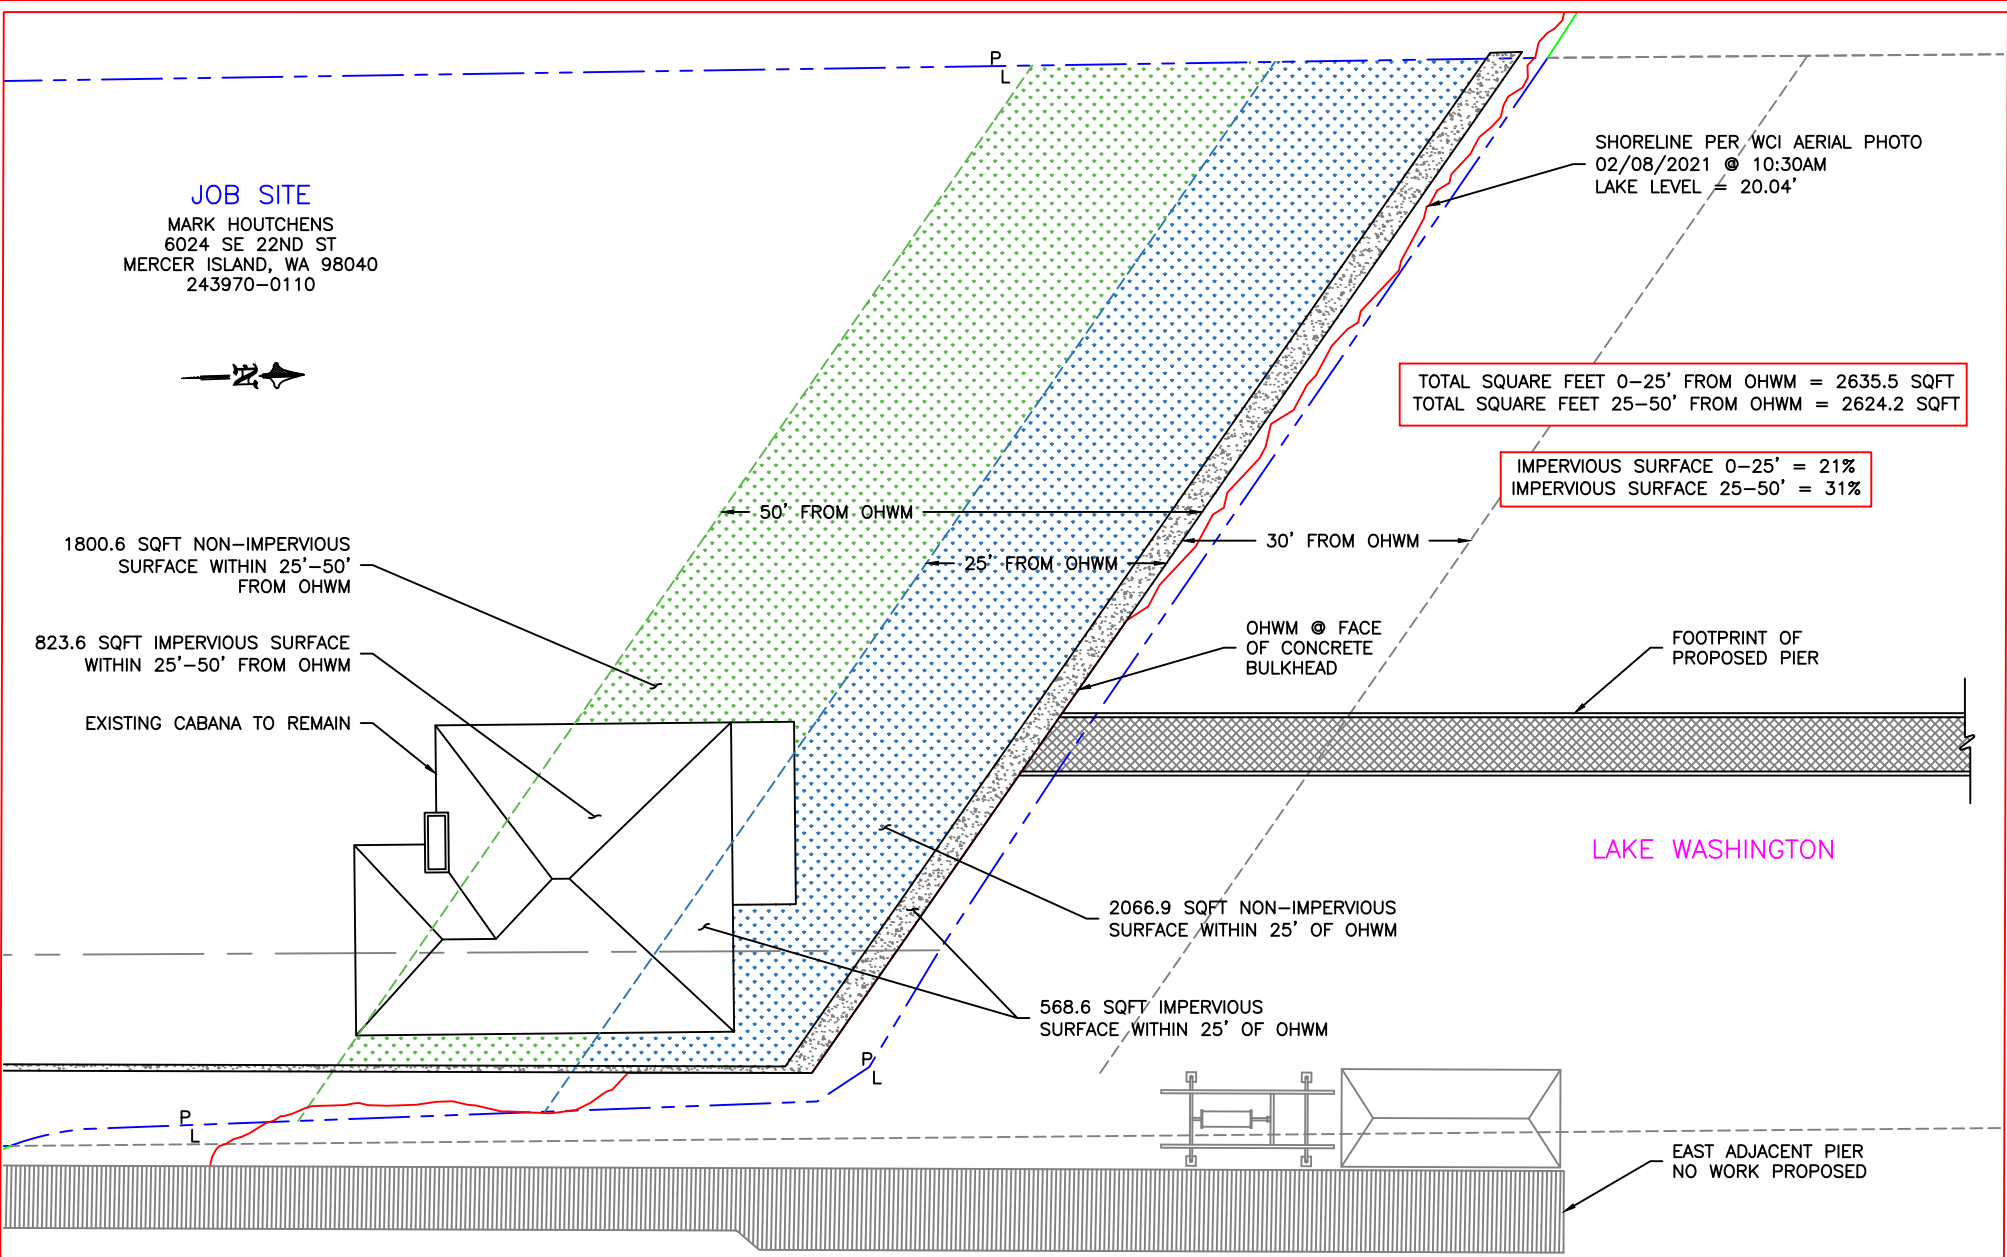 P
L
SHORELINE PER WCI AERIAL PHOTO
02/08/2021 @ 10:30AM
LAKE LEVEL = 20.04'
JOB SITE
MARK HOUTCHENS
6024 SE 22ND ST
MERCER ISLAND, WA 98040
243970-0110
N
TOTAL SQUARE FEET 0-25' FROM OHWM = 2635.5 SQFT
TOTAL SQUARE FEET 25-50' FROM OHWM = 2624.2 SQFT
IMPERVIOUS SURFACE 0-25' = 21%
IMPERVIOUS SURFACE 25-50' = 31%
50' FROM OHWM
30' FROM OHWM
25' FROM OHWM
1800.6 SQFT NON-IMPERVIOUS
SURFACE WITHIN 25'-50'
FROM OHWM
823.6 SQFT IMPERVIOUS SURFACE
WITHIN 25'-50' FROM OHWM
EXISTING CABANA TO REMAIN
OHWM @ FACE
OF CONCRETE
BULKHEAD
FOOTPRINT OF
PROPOSED PIER
LAKE WASHINGTON
2066.9 SQFT NON-IMPERVIOUS
SURFACE WITHIN 25' OF OHWM
568.6 SQFT IMPERVIOUS
SURFACE WITHIN 25' OF OHWM
P
L
P
L
EAST ADJACENT PIER
NO WORK PROPOSED